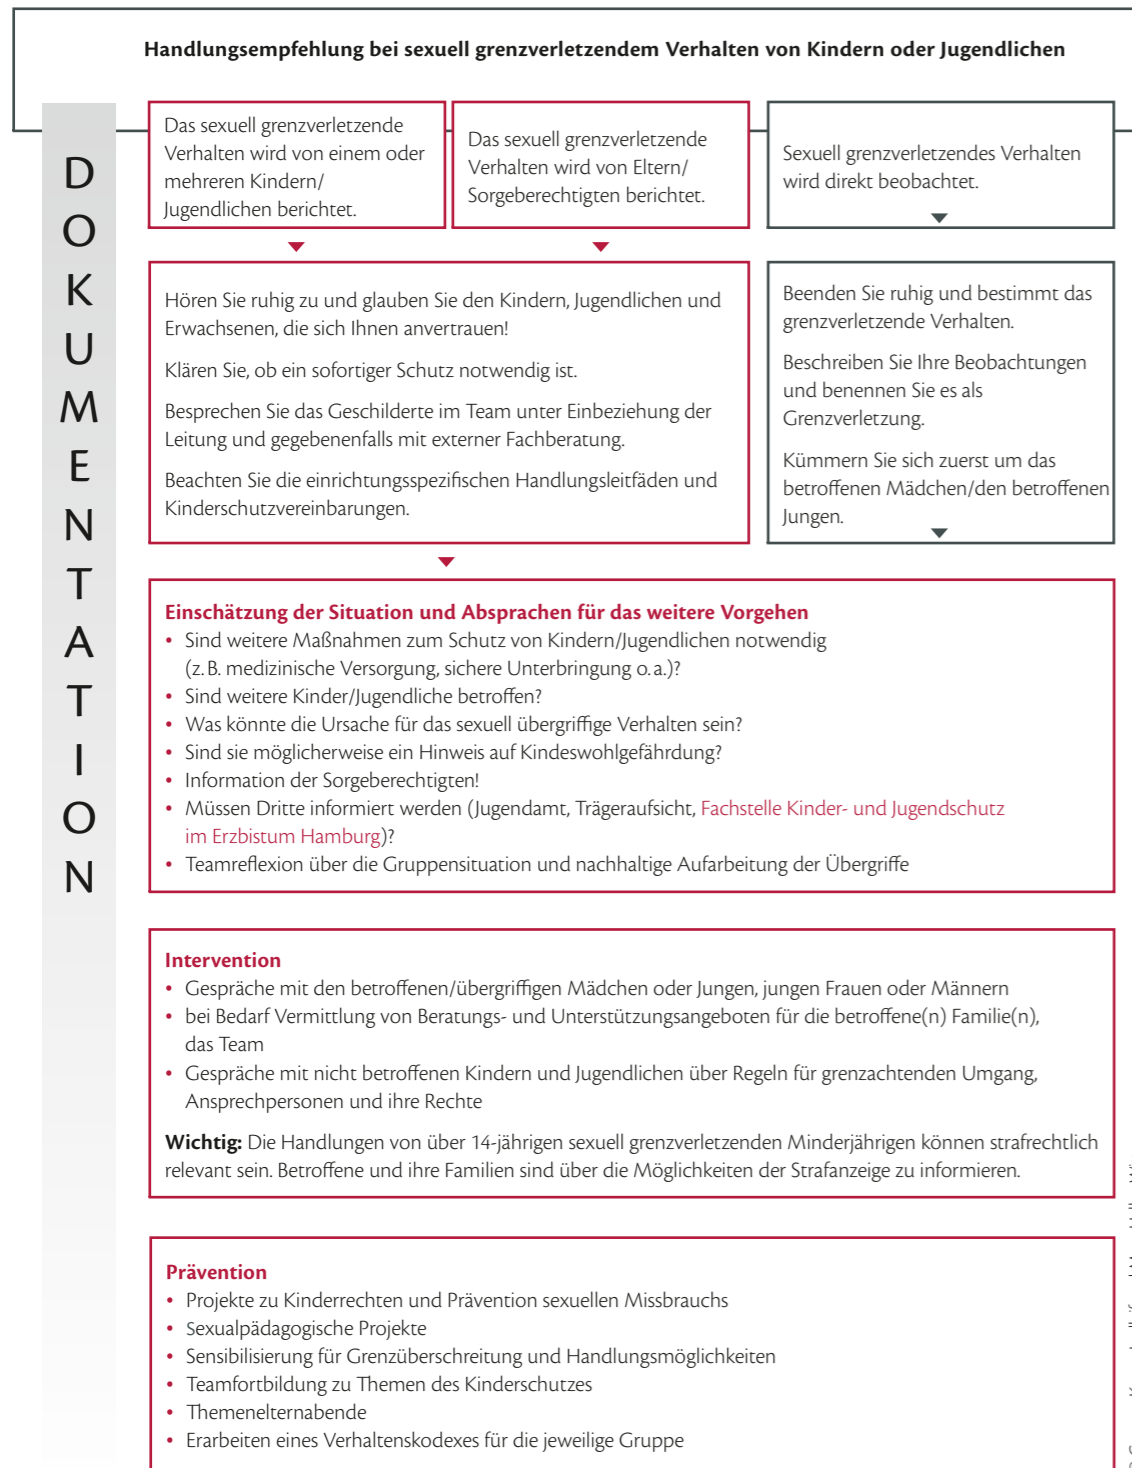 Handlungsempfehlung bei sexuell grenzverletzendem Verhalten von Kindern oder Jugendlichen
DOKUMENTATION
Das sexuell grenzverletzende
Verhalten wird von einem oder
mehreren Kindern/
Jugendlichen berichtet.
Das sexuell grenzverletzende
Verhalten wird von Eltern/
Sorgeberechtigten berichtet.
Sexuell grenzverletzendes Verhalten
wird direkt beobachtet.
Hören Sie ruhig zu und glauben Sie den Kindern, Jugendlichen und
Erwachsenen, die sich Ihnen anvertrauen!
Klären Sie, ob ein sofortiger Schutz notwendig ist.
Besprechen Sie das Geschilderte im Team unter Einbeziehung der
Leitung und gegebenenfalls mit externer Fachberatung.
Beachten Sie die einrichtungsspezifischen Handlungsleitfäden und
Kinderschutzvereinbarungen.
Beenden Sie ruhig und bestimmt das
grenzverletzende Verhalten.
Beschreiben Sie Ihre Beobachtungen
und benennen Sie es als
Grenzverletzung.
Kümmern Sie sich zuerst um das
betroffenen Mädchen/den betroffenen
Jungen.
Einschätzung der Situation und Absprachen für das weitere Vorgehen
• Sind weitere Maßnahmen zum Schutz von Kindern/Jugendlichen notwendig
(z. B. medizinische Versorgung, sichere Unterbringung o. a.)?
• Sind weitere Kinder/Jugendliche betroffen?
• Was könnte die Ursache für das sexuell übergriffige Verhalten sein?
• Sind sie möglicherweise ein Hinweis auf Kindeswohlgefährdung?
• Information der Sorgeberechtigten!
• Müssen Dritte informiert werden (Jugendamt, Trägeraufsicht, Fachstelle Kinder- und Jugendschutz
im Erzbistum Hamburg)?
• Teamreflexion über die Gruppensituation und nachhaltige Aufarbeitung der Übergriffe
Intervention
• Gespräche mit den betroffenen/übergriffigen Mädchen oder Jungen, jungen Frauen oder Männern
• bei Bedarf Vermittlung von Beratungs- und Unterstützungsangeboten für die betroffene(n) Familie(n),
das Team
• Gespräche mit nicht betroffenen Kindern und Jugendlichen über Regeln für grenzachtenden Umgang,
Ansprechpersonen und ihre Rechte
Wichtig: Die Handlungen von über 14-jährigen sexuell grenzverletzenden Minderjährigen können strafrechtlich
relevant sein. Betroffene und ihre Familien sind über die Möglichkeiten der Strafanzeige zu informieren.
Prävention
• Projekte zu Kinderrechten und Prävention sexuellen Missbrauchs
• Sexualpädagogische Projekte
• Sensibilisierung für Grenzüberschreitung und Handlungsmöglichkeiten
• Teamfortbildung zu Themen des Kinderschutzes
• Themenelternabende
• Erarbeiten eines Verhaltenskodexes für die jeweilige Gruppe